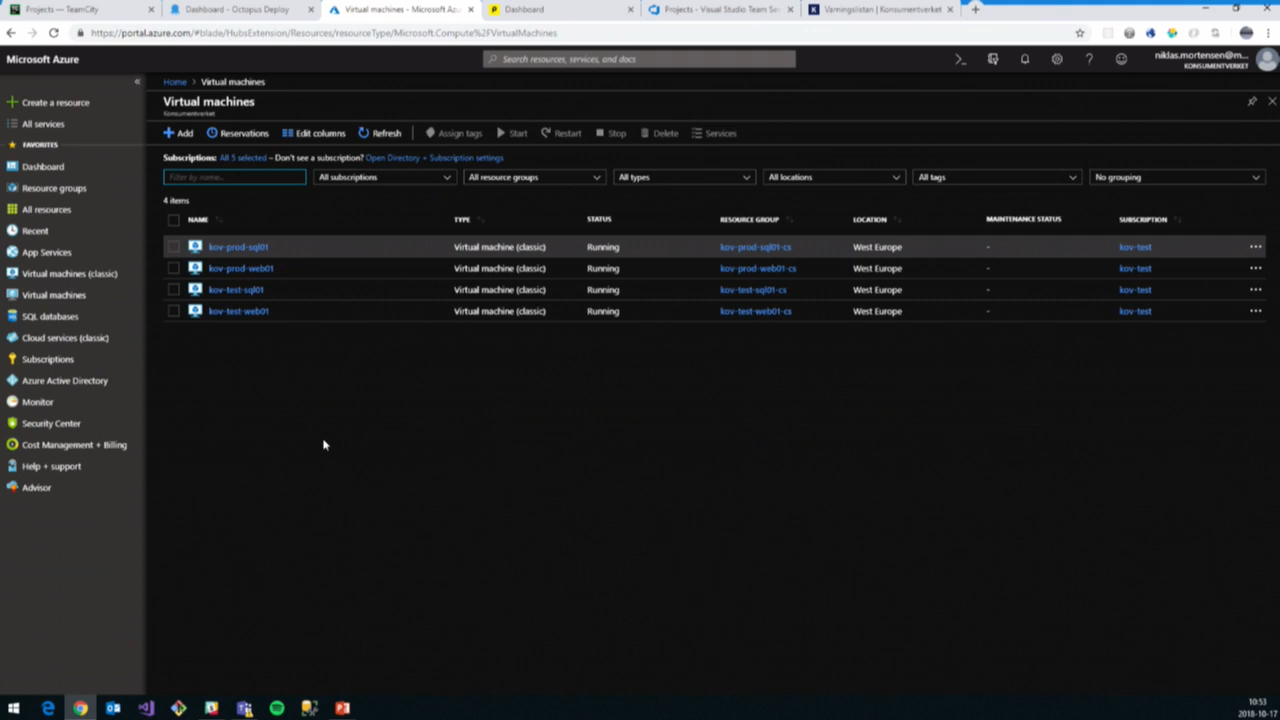 Projects — TeamCity
Dashboard - Octopus Deploy
Virtual machines - Microsoft Azu
Dashboard
Projects - Visual Studio Team Se
Varningslistan | Konsumentverket
https://portal.azure.com/#blade/HubsExtension/Resources/resourceType/Microsoft.Compute%2FVirtualMachines
Microsoft Azure
Search resources, services, and docs
niklas.mortensen@m...
KONSUMENTVERKET
Create a resource
All services
FAVORITES
Dashboard
Resource groups
All resources
Recent
App Services
Virtual machines (classic)
Virtual machines
SQL databases
Cloud services (classic)
Subscriptions
Azure Active Directory
Monitor
Security Center
Cost Management + Billing
Help + support
Advisor
Home > Virtual machines
Virtual machines
Konsumentverket
Add Reservations Edit columns Refresh Assign tags Start Restart Stop Delete Services
Subscriptions: All 5 selected – Don't see a subscription? Open Directory + Subscription settings
Filter by name... All subscriptions All resource groups All types All locations All tags No grouping
4 items
NAME TYPE STATUS RESOURCE GROUP LOCATION MAINTENANCE STATUS SUBSCRIPTION
kov-prod-sql01 Virtual machine (classic) Running kov-prod-sql01-cs West Europe - kov-test ...
kov-prod-web01 Virtual machine (classic) Running kov-prod-web01-cs West Europe - kov-test ...
kov-test-sql01 Virtual machine (classic) Running kov-test-sql01-cs West Europe - kov-test ...
kov-test-web01 Virtual machine (classic) Running kov-test-web01-cs West Europe - kov-test ...
10:53
2018-10-17